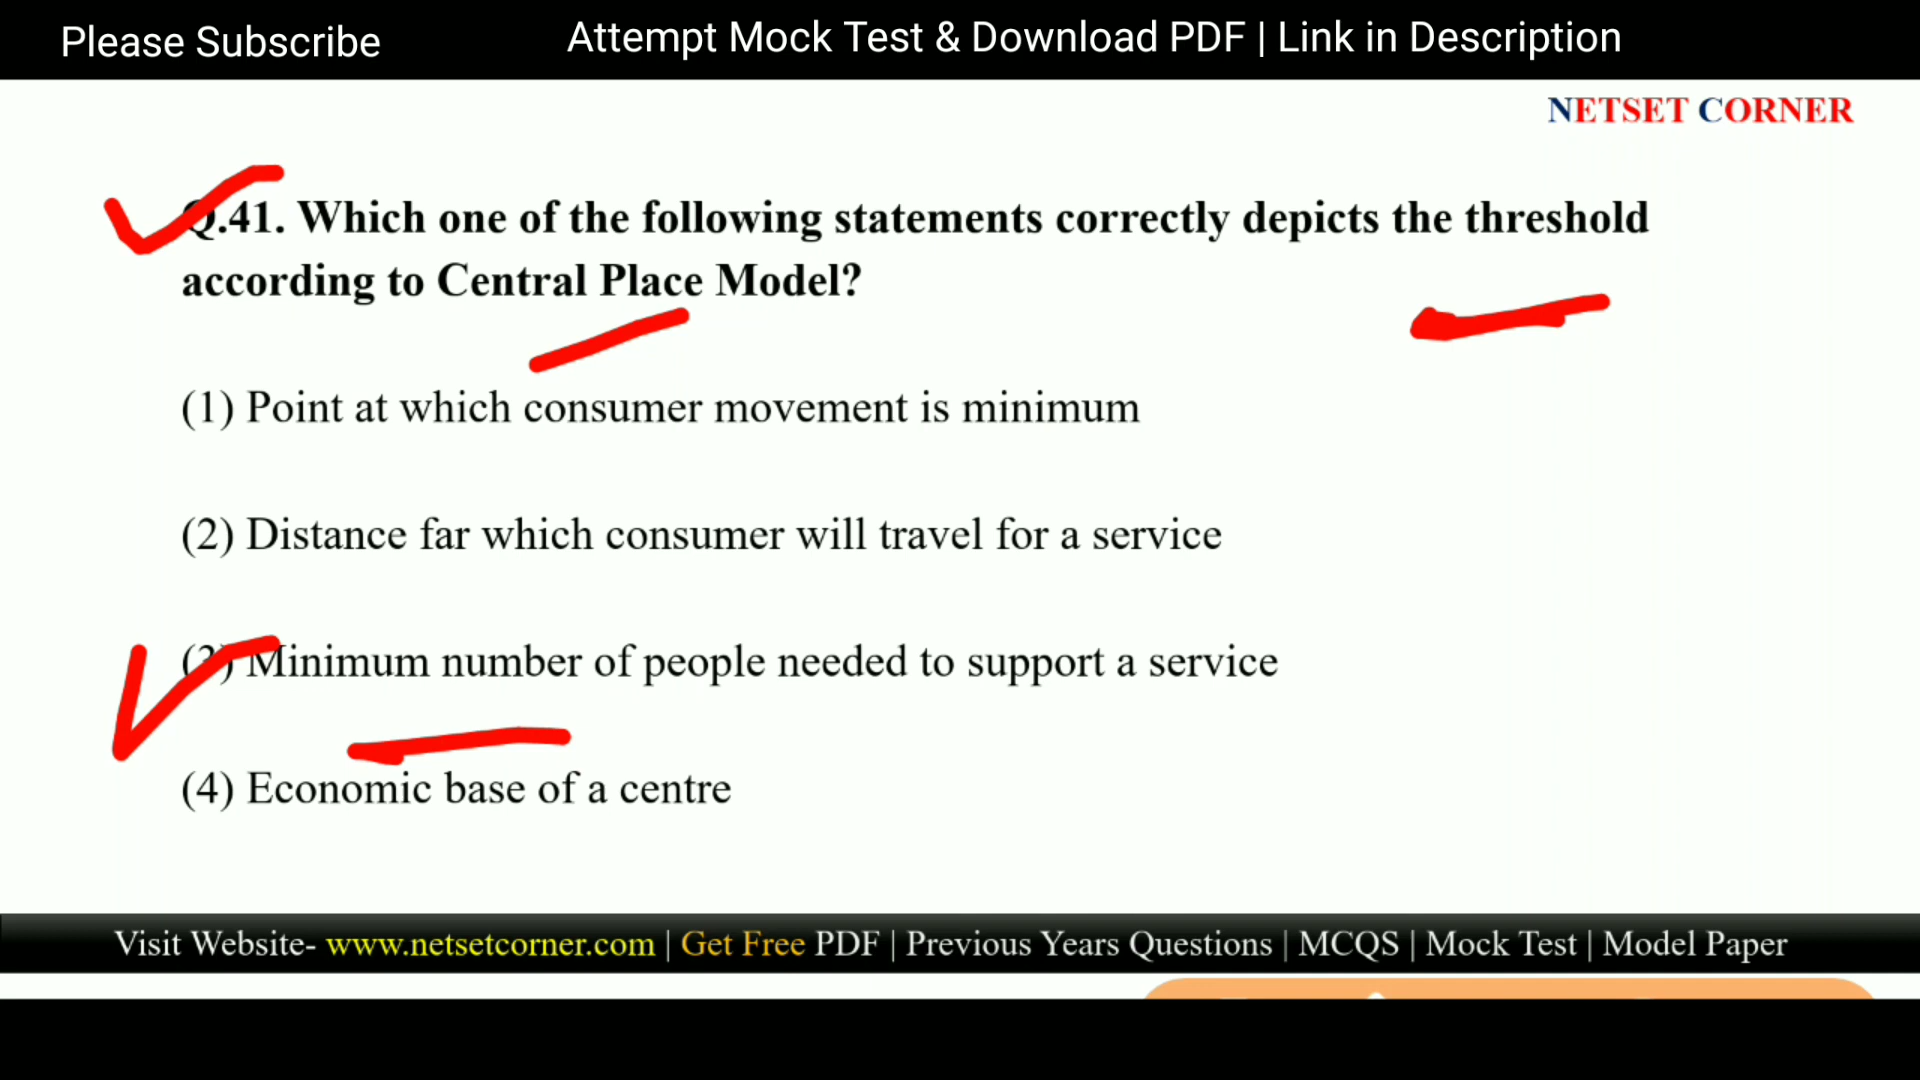 Please Subscribe
Attempt Mock Test & Download PDF | Link in Description
NETSET CORNER
Q.41. Which one of the following statements correctly depicts the threshold
according to Central Place Model?
(1) Point at which consumer movement is minimum
(2) Distance far which consumer will travel for a service
(3) Minimum number of people needed to support a service
(4) Economic base of a centre
Visit Website- www.netsetcorner.com | Get Free PDF | Previous Years Questions | MCQS | Mock Test | Model Paper